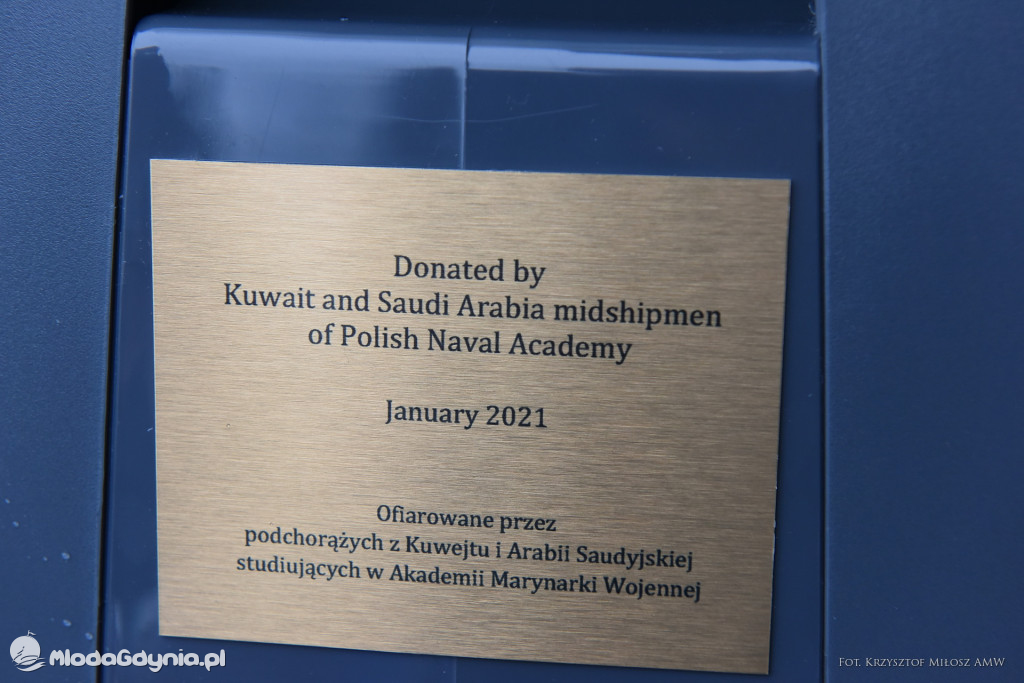 Donated by
Kuwait and Saudi Arabia midshipmen
of Polish Naval Academy
January 2021
Ofiarowane przez
podchorążych z Kuwejtu i Arabii Saudyjskiej
studiujących w Akademii Marynarki Wojennej
MlodaGdynia.pl
Fot. Krzysztof Miłosz AMW